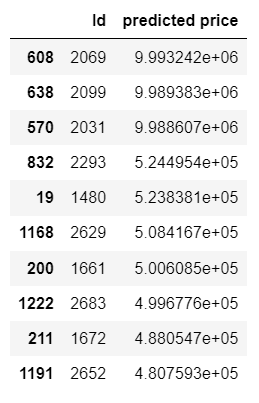 Id predicted price
608 2069 9.993242e+06
638 2099 9.989383e+06
570 2031 9.988607e+06
832 2293 5.244954e+05
19 1480 5.238381e+05
1168 2629 5.084167e+05
200 1661 5.006085e+05
1222 2683 4.996776e+05
211 1672 4.880547e+05
1191 2652 4.807593e+05